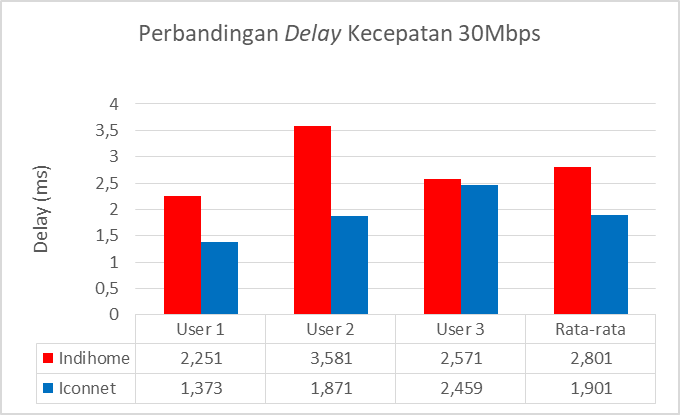 Perbandingan Delay Kecepatan 30Mbps
Delay (ms)
4
3,5
3
2,5
2
1,5
1
0,5
0
User 1 User 2 User 3 Rata-rata
Indihome 2,251 3,581 2,571 2,801
Iconnet 1,373 1,871 2,459 1,901